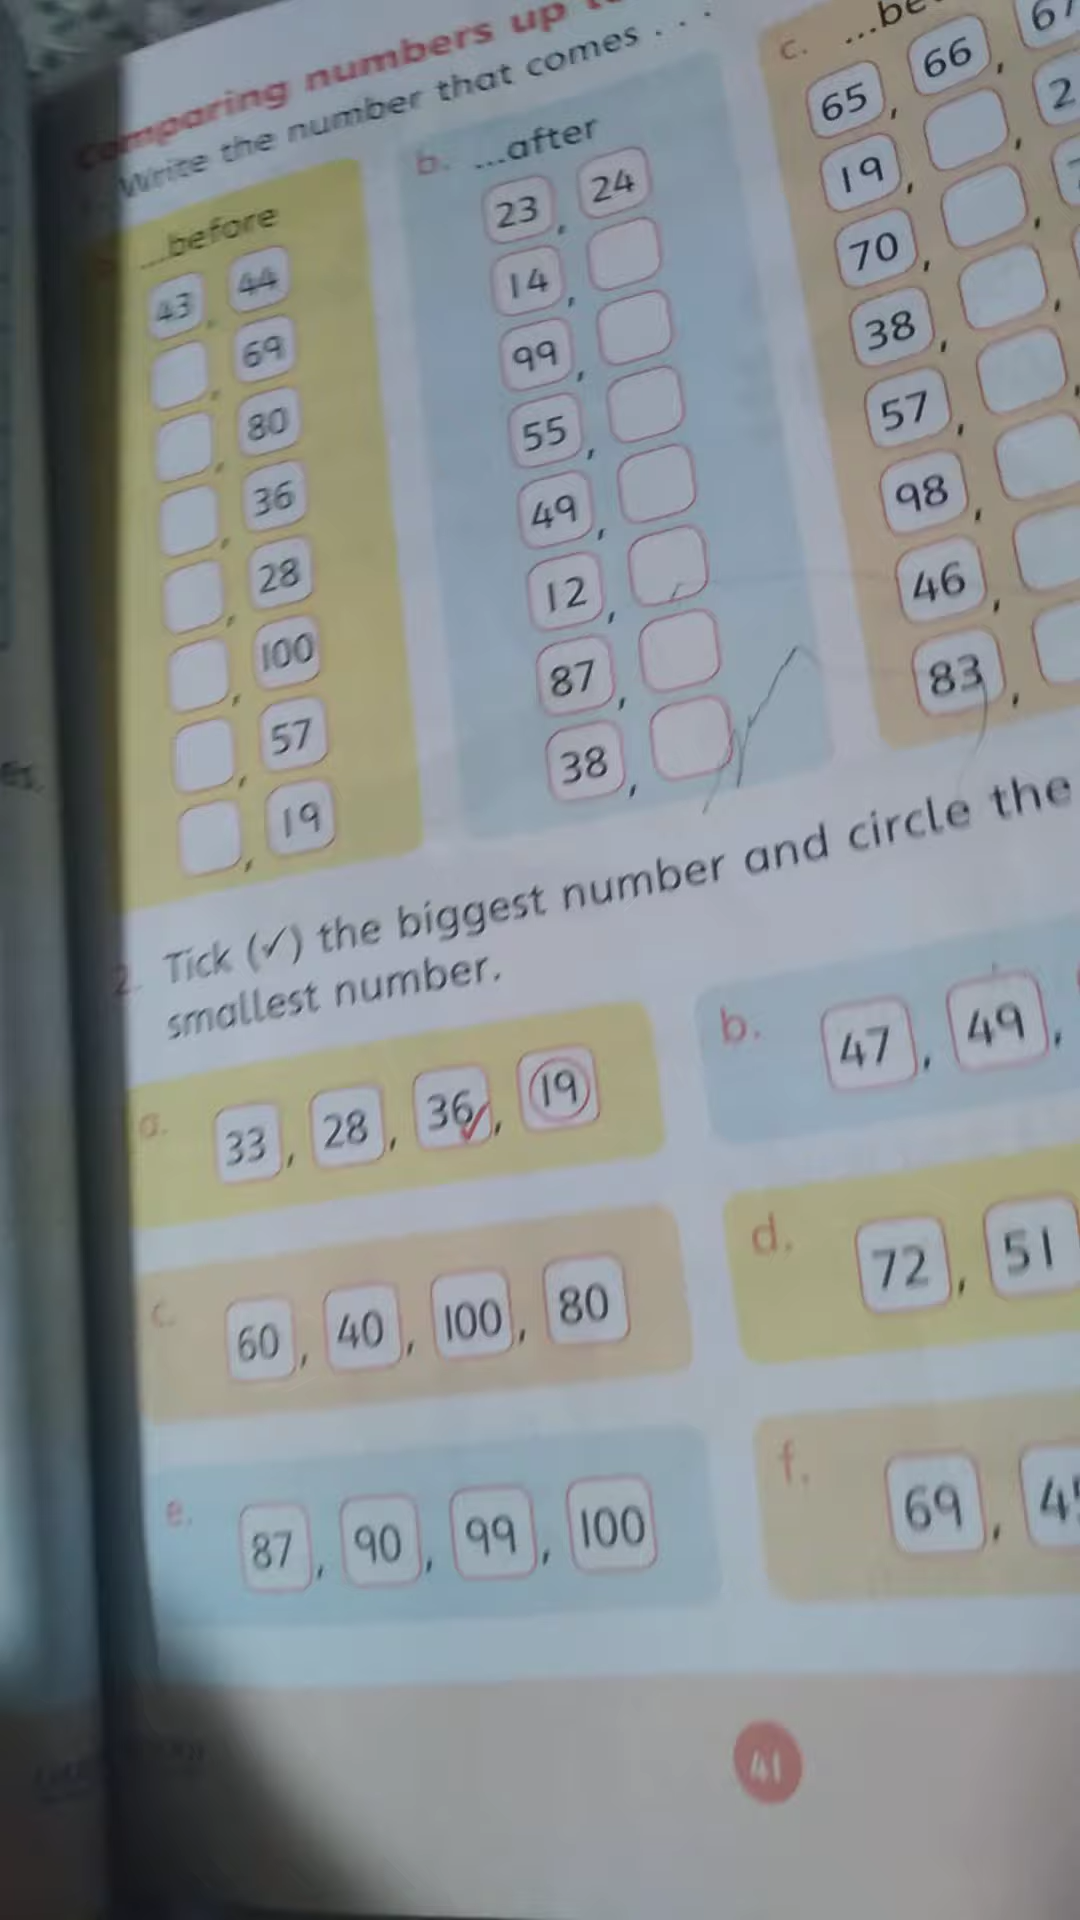 Comparing numbers up
Write the number that comes . . .
...before
43, 44
, 69
, 80
, 36
, 28
, 100
, 57
, 19
b. ...after
23, 24
14,
99,
55,
49,
12,
87,
38,
c. ...be
65, 66, 67
19, , 2
70, ,
38, ,
57, ,
98,
46,
83,
2. Tick (✓) the biggest number and circle the
smallest number.
a. 33, 28, 36, 19
b. 47, 49,
c. 60, 40, 100, 80
d. 72, 51
e. 87, 90, 99, 100
f. 69, 4
41